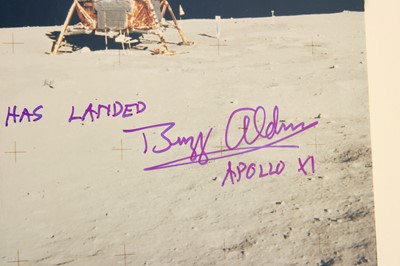 HAS LANDED
Buzz Aldrin
APOLLO XI